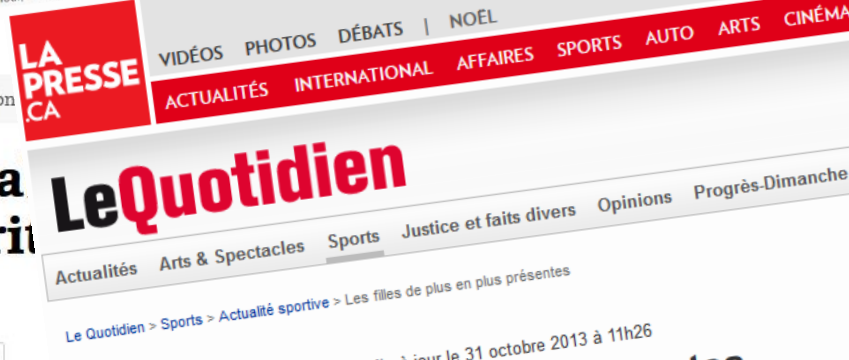 LA
PRESSE
.CA
VIDÉOS PHOTOS DÉBATS | NOËL
ACTUALITÉS INTERNATIONAL AFFAIRES SPORTS AUTO ARTS CINÉMA
LeQuotidien
Actualités Arts & Spectacles Sports Justice et faits divers Opinions Progrès-Dimanche
Le Quotidien > Sports > Actualité sportive > Les filles de plus en plus présentes
jour le 31 octobre 2013 à 11h26